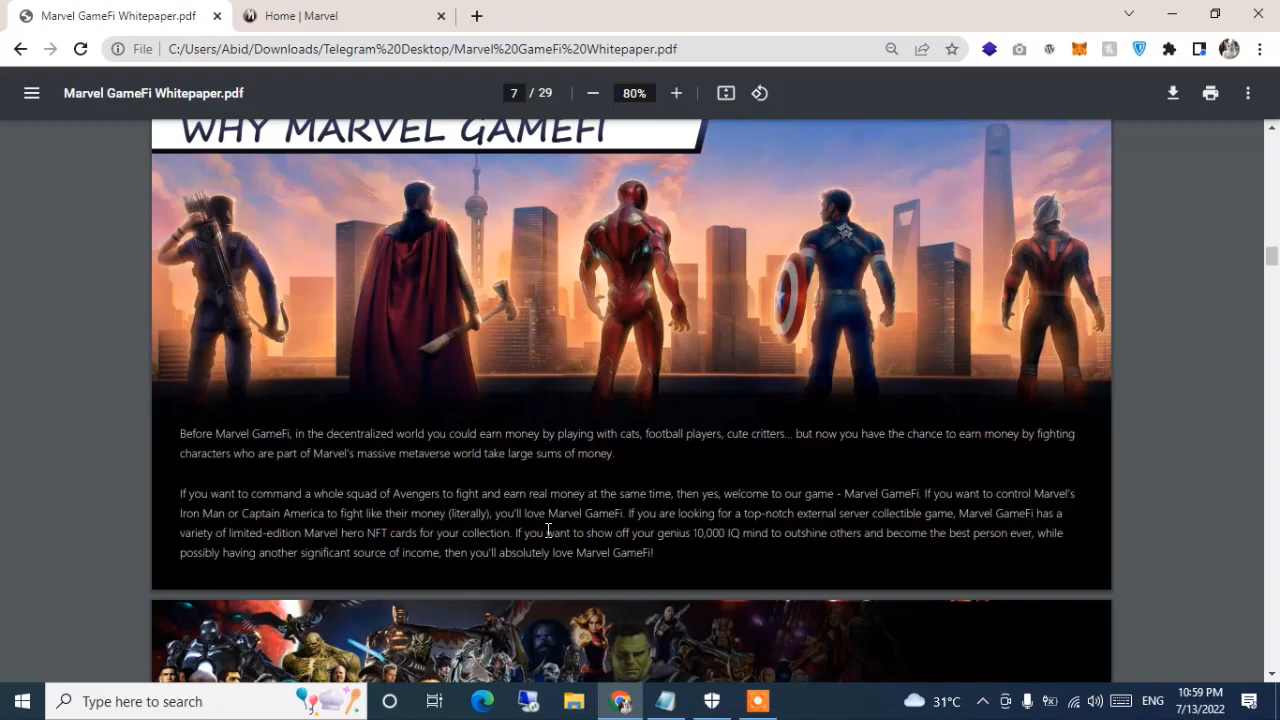 Marvel GameFi Whitepaper.pdf
Home | Marvel
File
C:/Users/Abid/Downloads/Telegram%20Desktop/Marvel%20GameFi%20Whitepaper.pdf
Marvel GameFi Whitepaper.pdf
7 / 29
80%
WHY MARVEL GAMEFI
Before Marvel GameFi, in the decentralized world you could earn money by playing with cats, football players, cute critters... but now you have the chance to earn money by fighting
characters who are part of Marvel's massive metaverse world take large sums of money.
If you want to command a whole squad of Avengers to fight and earn real money at the same time, then yes, welcome to our game - Marvel GameFi. If you want to control Marvel's
Iron Man or Captain America to fight like their money (literally), you'll love Marvel GameFi. If you are looking for a top-notch external server collectible game, Marvel GameFi has a
variety of limited-edition Marvel hero NFT cards for your collection. If you want to show off your genius 10,000 IQ mind to outshine others and become the best person ever, while
possibly having another significant source of income, then you'll absolutely love Marvel GameFi!
Type here to search
31°C
ENG
10:59 PM
7/13/2022